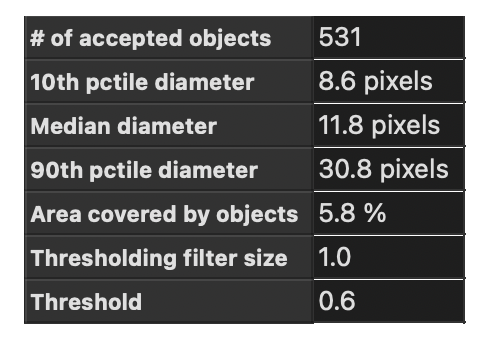 # of accepted objects 531
10th pctile diameter 8.6 pixels
Median diameter 11.8 pixels
90th pctile diameter 30.8 pixels
Area covered by objects 5.8 %
Thresholding filter size 1.0
Threshold 0.6